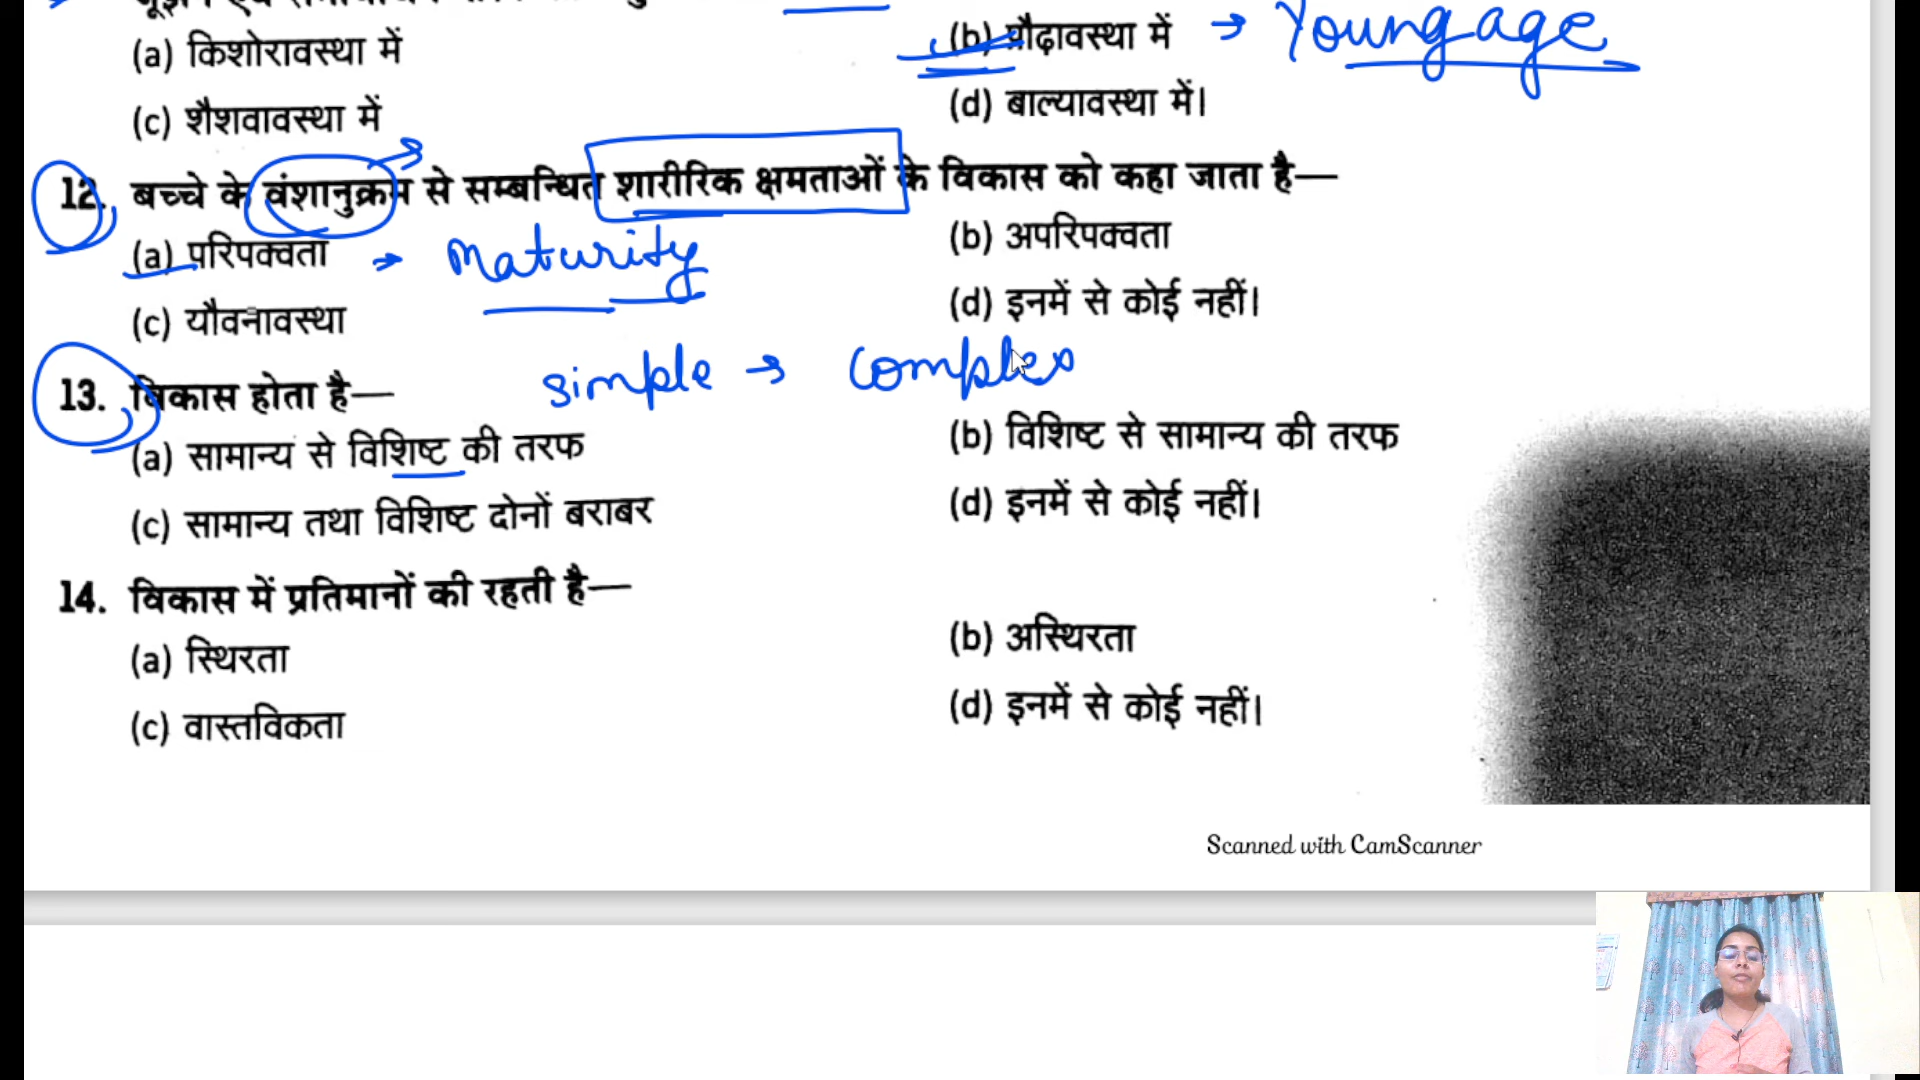 (a) किशोरावस्था में
(b) प्रौढ़ावस्था में → Young age
(c) शैशवावस्था में
(d) बाल्यावस्था में।
12. बच्चे के वंशानुक्रम से सम्बन्धित शारीरिक क्षमताओं के विकास को कहा जाता है—
(a) परिपक्वता → Maturity
(b) अपरिपक्वता
(c) यौवनावस्था
(d) इनमें से कोई नहीं।
13. विकास होता है— simple → complex
(a) सामान्य से विशिष्ट की तरफ
(b) विशिष्ट से सामान्य की तरफ
(c) सामान्य तथा विशिष्ट दोनों बराबर
(d) इनमें से कोई नहीं।
14. विकास में प्रतिमानों की रहती है—
(a) स्थिरता
(b) अस्थिरता
(c) वास्तविकता
(d) इनमें से कोई नहीं।
Scanned with CamScanner